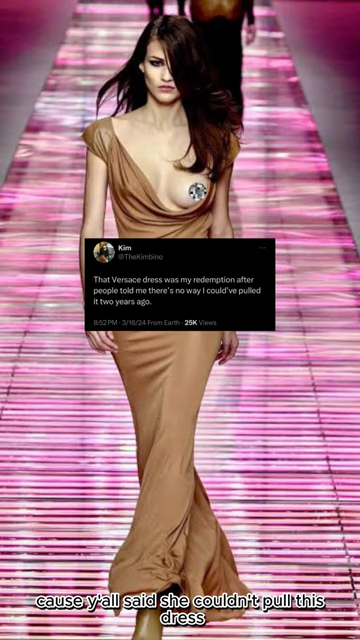 Kim
@TheKimbino
That Versace dress was my redemption after
people told me there's no way I could've pulled
it two years ago.
8:52 PM · 3/16/24 From Earth · 25K Views
cause y'all said she couldn't pull this
dress